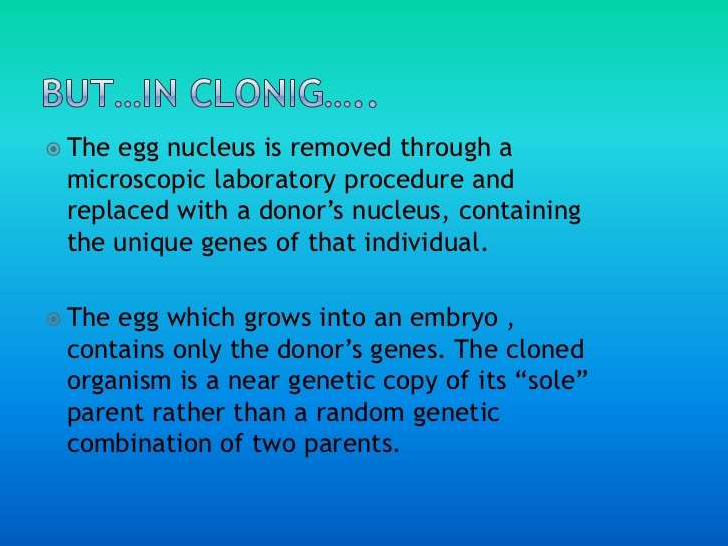 BUT…IN CLONIG…..
The egg nucleus is removed through a
microscopic laboratory procedure and
replaced with a donor’s nucleus, containing
the unique genes of that individual.
The egg which grows into an embryo ,
contains only the donor’s genes. The cloned
organism is a near genetic copy of its “sole”
parent rather than a random genetic
combination of two parents.